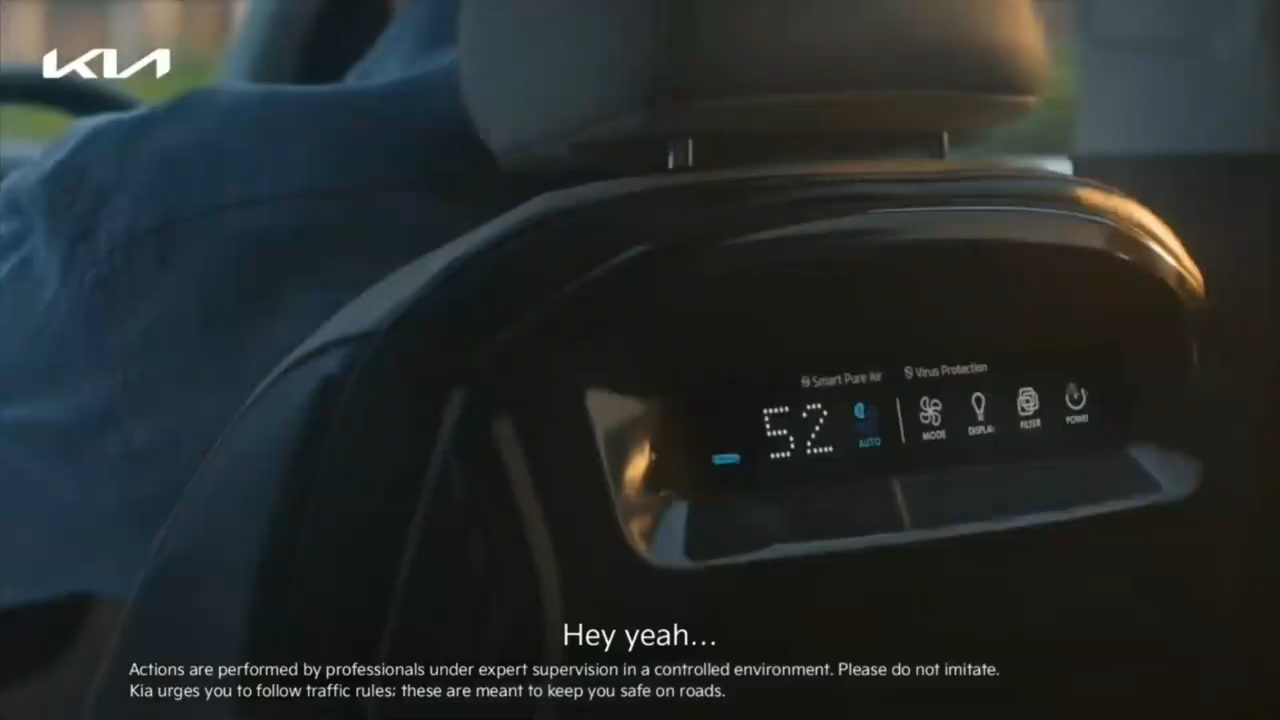 KIA
Smart Pure Air Virus Protection
52 AUTO MODE DISPLAY FILTER POWER
Hey yeah...
Actions are performed by professionals under expert supervision in a controlled environment. Please do not imitate.
Kia urges you to follow traffic rules; these are meant to keep you safe on roads.